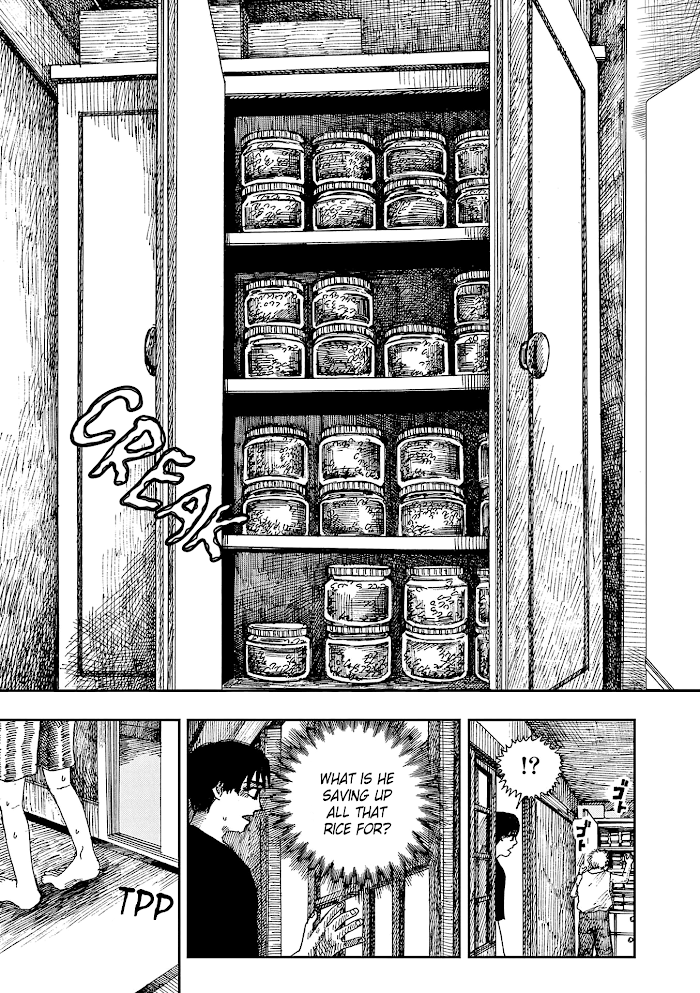 CREAK
!?
ゴト
ゴト
WHAT IS HE
SAVING UP
ALL THAT
RICE FOR?
TPP